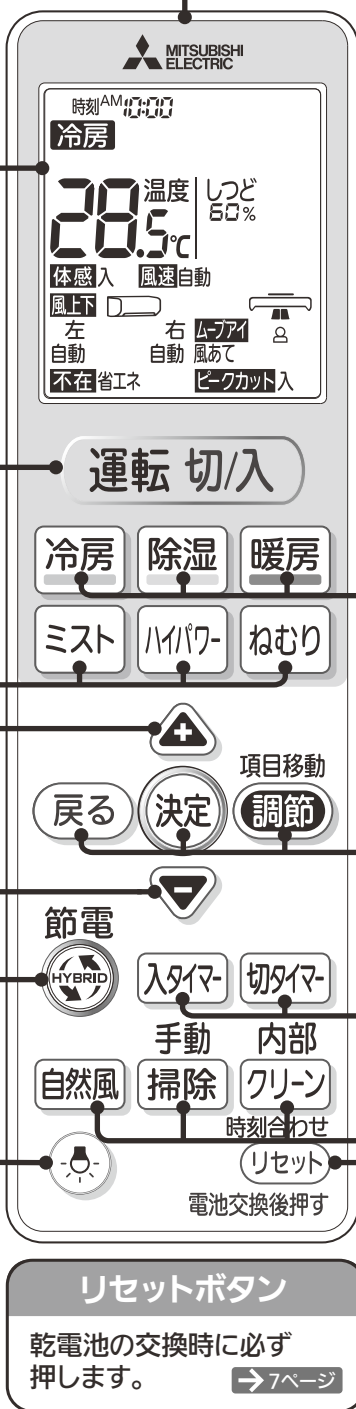 MITSUBISHI
ELECTRIC
時刻AM10:00
冷房
28.5℃ 温度 しつど 60%
体感 入 風速 自動
風上下
左 右 ムーブアイ
自動 自動 風あて
不在 省エネ ピークカット 入
運転 切/入
冷房 除湿 暖房
ミスト ハイパワー ねむり
項目移動
戻る 決定 調節
節電
HYBRID 入タイマー 切タイマー
手動 内部
自然風 掃除 クリーン
時刻合わせ
リセット
電池交換後押す
リセットボタン
乾電池の交換時に必ず
押します。 → 7ページ